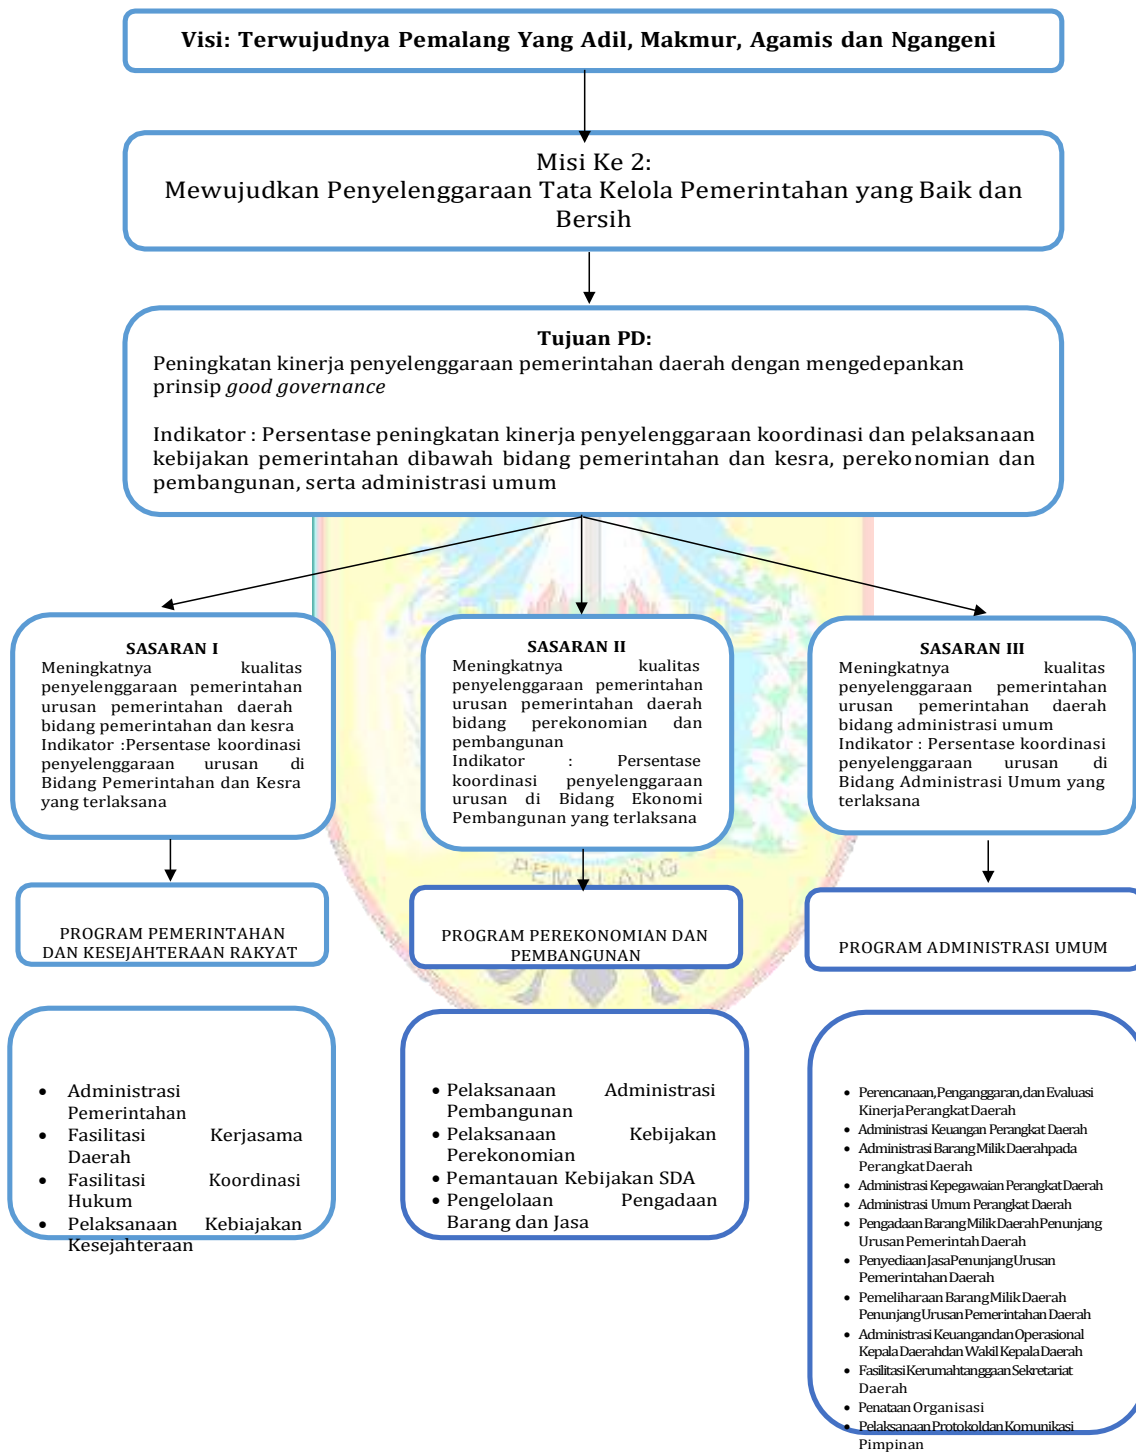 Visi: Terwujudnya Pemalang Yang Adil, Makmur, Agamis dan Ngangeni
Misi Ke 2:
Mewujudkan Penyelenggaraan Tata Kelola Pemerintahan yang Baik dan
Bersih
Tujuan PD:
Peningkatan kinerja penyelenggaraan pemerintahan daerah dengan mengedepankan
prinsip good governance
Indikator : Persentase peningkatan kinerja penyelenggaraan koordinasi dan pelaksanaan
kebijakan pemerintahan dibawah bidang pemerintahan dan kesra, perekonomian dan
pembangunan, serta administrasi umum
SASARAN I
Meningkatnya kualitas
penyelenggaraan pemerintahan
urusan pemerintahan daerah
bidang pemerintahan dan kesra
Indikator :Persentase koordinasi
penyelenggaraan urusan di
Bidang Pemerintahan dan Kesra
yang terlaksana
SASARAN II
Meningkatnya kualitas
penyelenggaraan pemerintahan
urusan pemerintahan daerah
bidang perekonomian dan
pembangunan
Indikator : Persentase
koordinasi penyelenggaraan
urusan di Bidang Ekonomi
Pembangunan yang terlaksana
SASARAN III
Meningkatnya kualitas
penyelenggaraan pemerintahan
urusan pemerintahan daerah
bidang administrasi umum
Indikator : Persentase koordinasi
penyelenggaraan urusan di
Bidang Administrasi Umum yang
terlaksana
PEMALANG
PROGRAM PEMERINTAHAN
DAN KESEJAHTERAAN RAKYAT
PROGRAM PEREKONOMIAN DAN
PEMBANGUNAN
PROGRAM ADMINISTRASI UMUM
• Administrasi
Pemerintahan
• Fasilitasi Kerjasama
Daerah
• Fasilitasi Koordinasi
Hukum
• Pelaksanaan Kebiajakan
Kesejahteraan
• Pelaksanaan Administrasi
Pembangunan
• Pelaksanaan Kebijakan
Perekonomian
• Pemantauan Kebijakan SDA
• Pengelolaan Pengadaan
Barang dan Jasa
• Perencanaan, Penganggaran, dan Evaluasi
Kinerja Perangkat Daerah
• Administrasi Keuangan Perangkat Daerah
• Administrasi Barang Milik Daerahpada
Perangkat Daerah
• Administrasi Kepegawaian Perangkat Daerah
• Administrasi Umum Perangkat Daerah
• Pengadaan Barang Milik Daerah Penunjang
Urusan Pemerintah Daerah
• Penyediaan Jasa Penunjang Urusan
Pemerintahan Daerah
• Pemeliharaan Barang Milik Daerah
Penunjang Urusan Pemerintahan Daerah
• Administrasi Keuangandan Operasional
Kepala Daerahdan Wakil Kepala Daerah
• Fasilitasi Kerumahtanggaan Sekretariat
Daerah
• Penataan Organisasi
• Pelaksanaan Protokoldan Komunikasi
Pimpinan